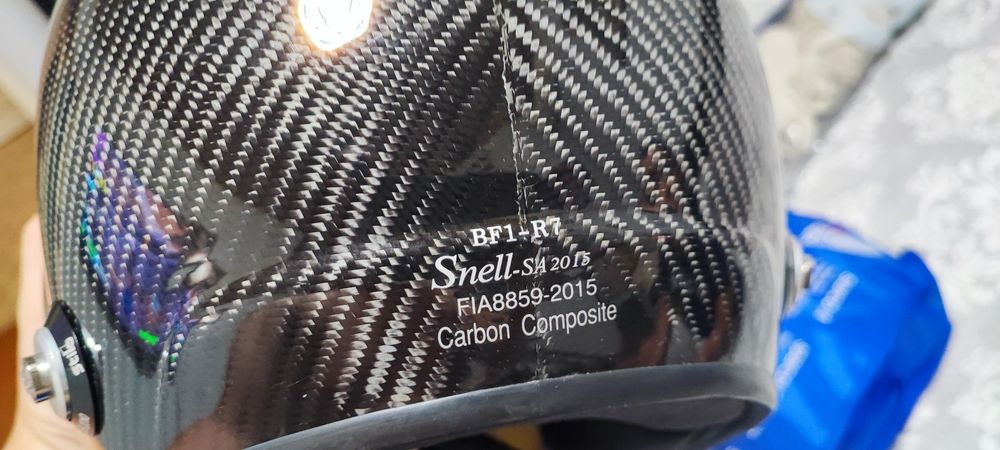 BF1-R7
Snell-SA2015
FIA8859-2015
Carbon Composite